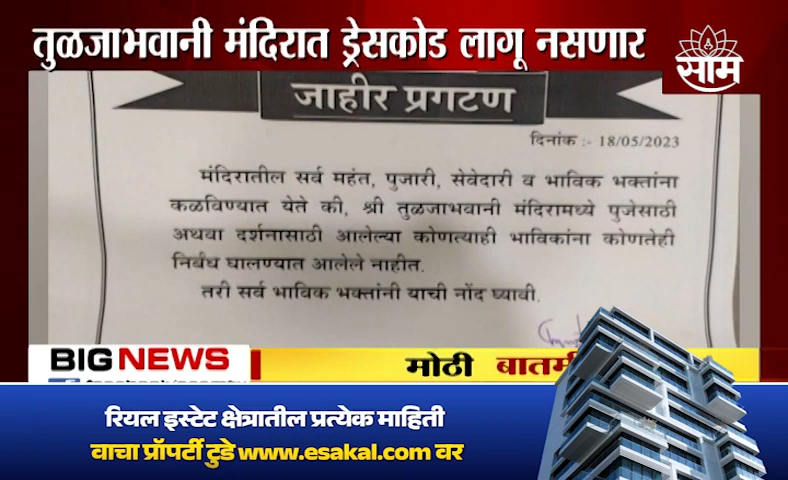 तुळजाभवानी मंदिरात ड्रेसकोड लागू नसणार
साम
जाहीर प्रगटण
दिनांक :- 18/05/2023
मंदिरातील सर्व महंत, पुजारी, सेवेदारी व भाविक भक्तांना
कळविण्यात येते की, श्री तुळजाभवानी मंदिरामध्ये पुजेसाठी
अथवा दर्शनासाठी आलेल्या कोणत्याही भाविकांना कोणतेही
निर्बंध घालण्यात आलेले नाहीत.
तरी सर्व भाविक भक्तांनी याची नोंद घ्यावी.
BIG NEWS
मोठी
रियल इस्टेट क्षेत्रातील प्रत्येक माहिती
वाचा प्रॉपर्टी टुडे www.esakal.com वर